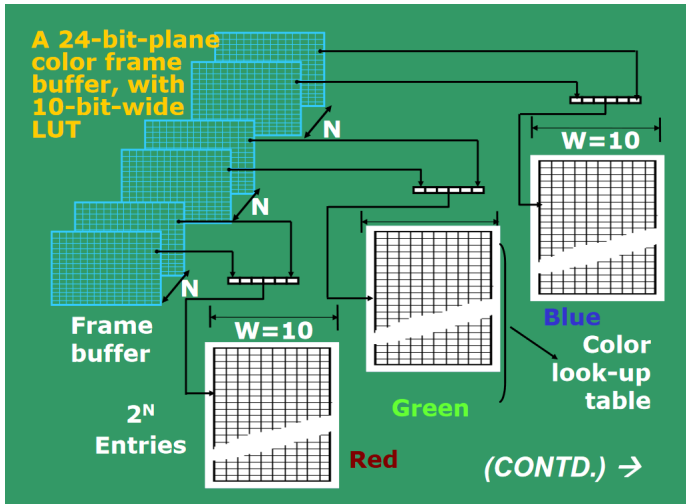 A 24-bit-plane
color frame
buffer, with
10-bit-wide
LUT
N
W=10
N
N
Frame
buffer
W=10
Blue
Color
look-up
table
Green
2ᴺ
Entries
Red
(CONTD.) →